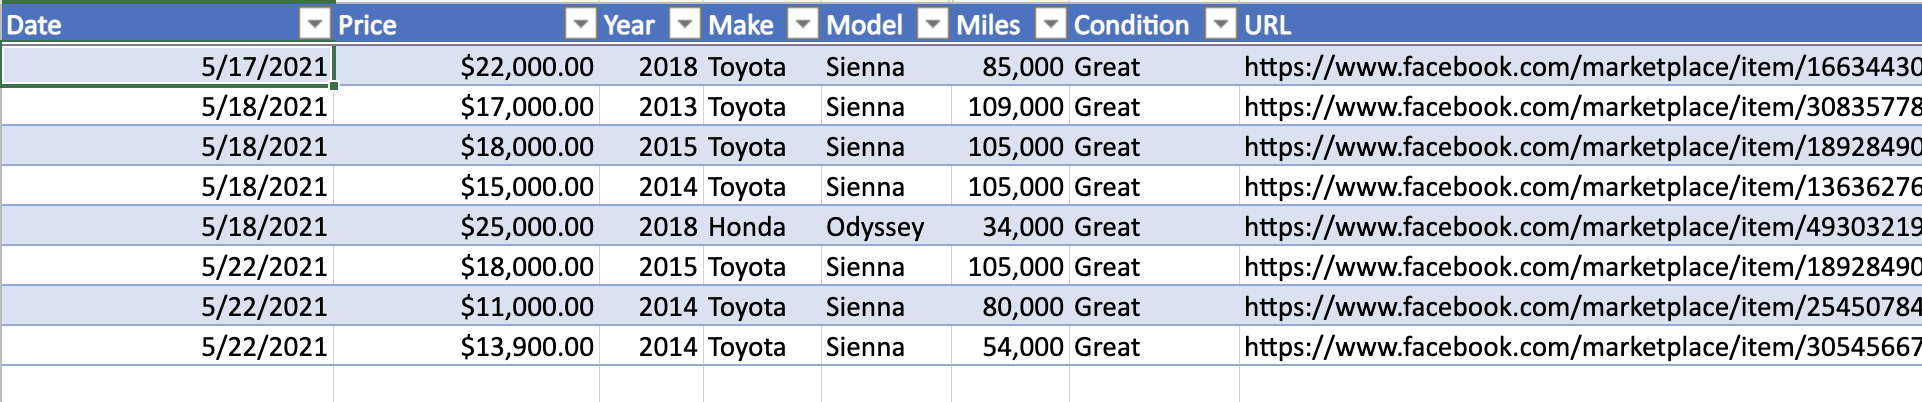 Date Price Year Make Model Miles Condition URL
5/17/2021 $22,000.00 2018 Toyota Sienna 85,000 Great https://www.facebook.com/marketplace/item/16634430
5/18/2021 $17,000.00 2013 Toyota Sienna 109,000 Great https://www.facebook.com/marketplace/item/30835778
5/18/2021 $18,000.00 2015 Toyota Sienna 105,000 Great https://www.facebook.com/marketplace/item/18928490
5/18/2021 $15,000.00 2014 Toyota Sienna 105,000 Great https://www.facebook.com/marketplace/item/13636276
5/18/2021 $25,000.00 2018 Honda Odyssey 34,000 Great https://www.facebook.com/marketplace/item/49303219
5/22/2021 $18,000.00 2015 Toyota Sienna 105,000 Great https://www.facebook.com/marketplace/item/18928490
5/22/2021 $11,000.00 2014 Toyota Sienna 80,000 Great https://www.facebook.com/marketplace/item/25450784
5/22/2021 $13,900.00 2014 Toyota Sienna 54,000 Great https://www.facebook.com/marketplace/item/30545667